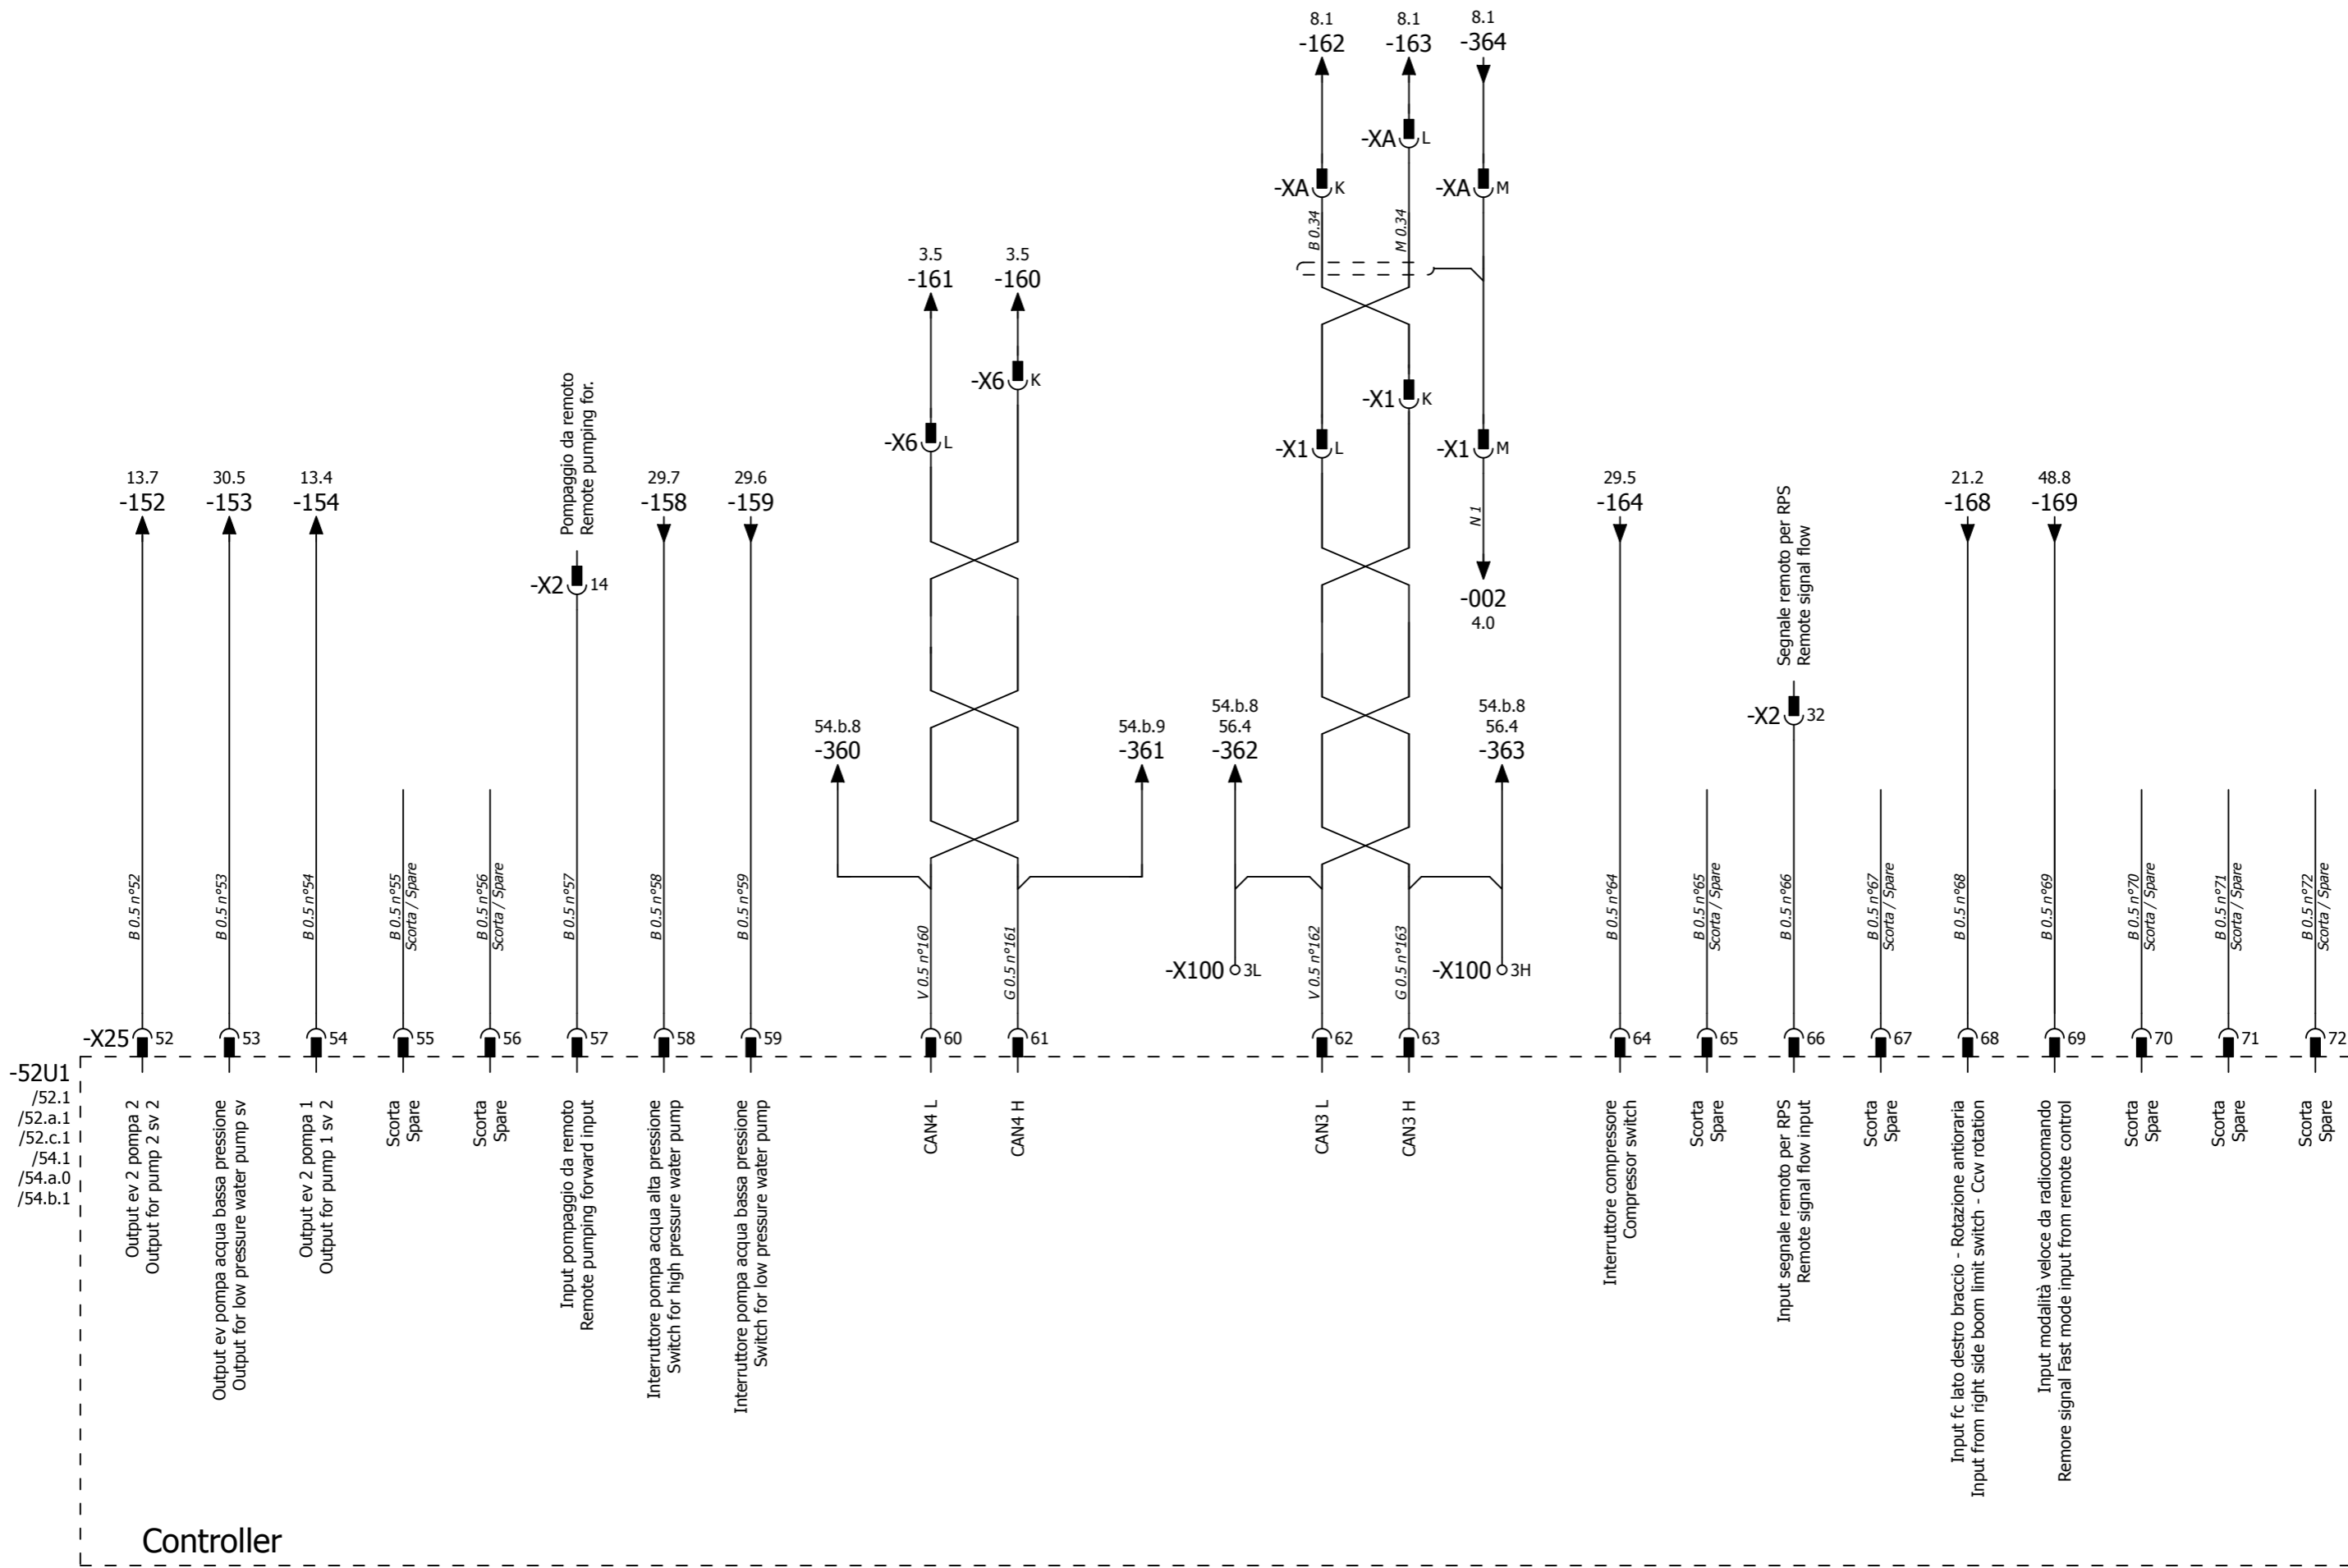 8.1
-162
8.1
-163
8.1
-364
-XA L
-XA K
-XA M
B 0.34
M 0.34
3.5
-161
3.5
-160
-X6 K
-X6 L
-X1 K
-X1 L
-X1 M
N 1
-002
4.0
13.7
-152
30.5
-153
13.4
-154
Pompaggio da remoto
Remote pumping for.
-X2 14
29.7
-158
29.6
-159
29.5
-164
Segnale remoto per RPS
Remote signal flow
-X2 32
21.2
-168
48.8
-169
54.b.8
-360
54.b.9
-361
54.b.8
56.4
-362
54.b.8
56.4
-363
B 0.5 n°52
B 0.5 n°53
B 0.5 n°54
B 0.5 n°55
Scorta / Spare
B 0.5 n°56
Scorta / Spare
B 0.5 n°57
B 0.5 n°58
B 0.5 n°59
V 0.5 n°160
G 0.5 n°161
-X100 3L
V 0.5 n°162
G 0.5 n°163
-X100 3H
B 0.5 n°64
B 0.5 n°65
Scorta / Spare
B 0.5 n°66
B 0.5 n°67
Scorta / Spare
B 0.5 n°68
B 0.5 n°69
B 0.5 n°70
Scorta / Spare
B 0.5 n°71
Scorta / Spare
B 0.5 n°72
Scorta / Spare
-X25 52 53 54 55 56 57 58 59 60 61 62 63 64 65 66 67 68 69 70 71 72
-52U1
/52.1
/52.a.1
/52.c.1
/54.1
/54.a.0
/54.b.1
Output ev 2 pompa 2
Output for pump 2 sv 2
Output ev pompa acqua bassa pressione
Output for low pressure water pump sv
Output ev 2 pompa 1
Output for pump 1 sv 2
Scorta
Spare
Scorta
Spare
Input pompaggio da remoto
Remote pumping forward input
Interruttore pompa acqua alta pressione
Switch for high pressure water pump
Interruttore pompa acqua bassa pressione
Switch for low pressure water pump
CAN4 L
CAN4 H
CAN3 L
CAN3 H
Interruttore compressore
Compressor switch
Scorta
Spare
Input segnale remoto per RPS
Remote signal flow input
Scorta
Spare
Input fc lato destro braccio - Rotazione antioraria
Input from right side boom limit switch - Ccw rotation
Input modalità veloce da radiocomando
Remore signal Fast mode input from remote control
Scorta
Spare
Scorta
Spare
Scorta
Spare
Controller